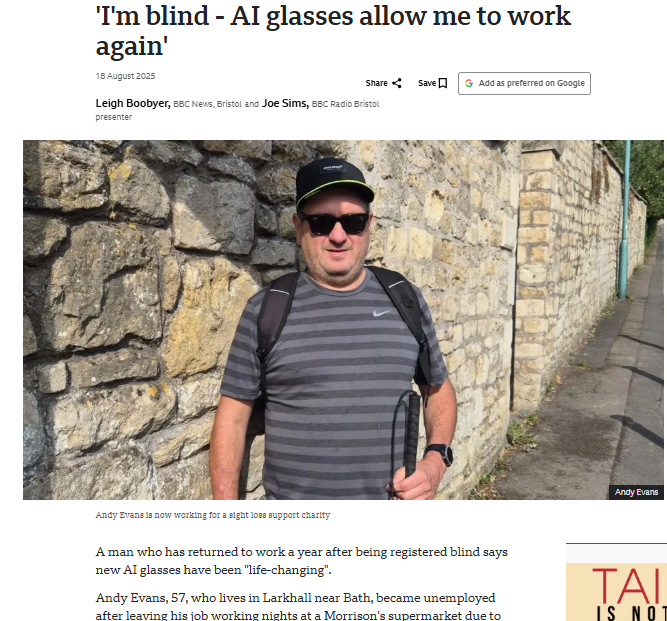 'I'm blind - AI glasses allow me to work
again'
18 August 2025
Share
Save
Add as preferred on Google
Leigh Boobyer, BBC News, Bristol and Joe Sims, BBC Radio Bristol
presenter
Andy Evans
Andy Evans is now working for a sight loss support charity
A man who has returned to work a year after being registered blind says
new AI glasses have been "life-changing".
Andy Evans, 57, who lives in Larkhall near Bath, became unemployed
after leaving his job working nights at a Morrison's supermarket due to
TAI
IS NOT